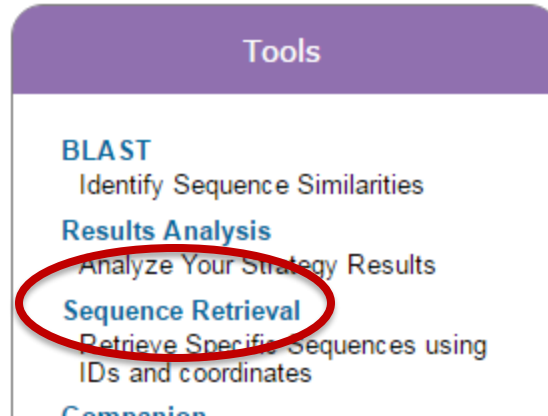 Tools
BLAST
Identify Sequence Similarities
Results Analysis
Analyze Your Strategy Results
Sequence Retrieval
Retrieve Specific Sequences using
IDs and coordinates
Companion